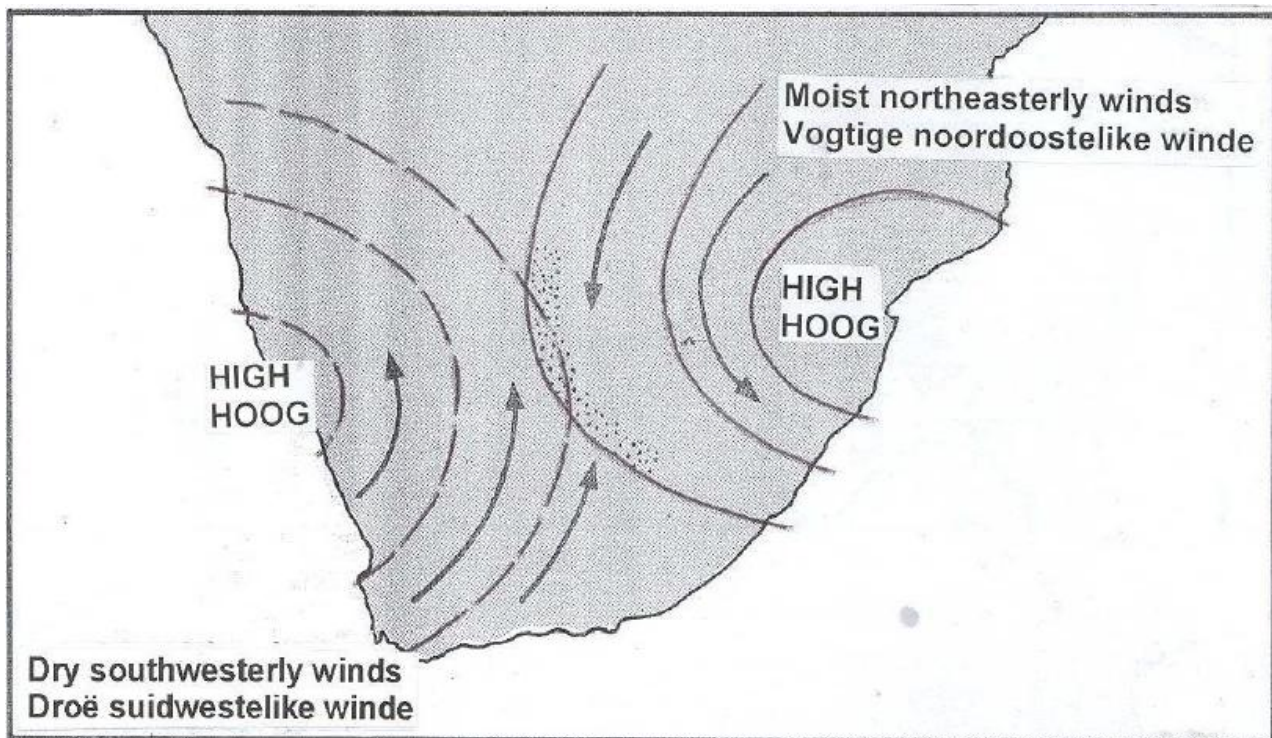 Moist northeasterly winds
Vogtige noordoostelike winde
HIGH
HOOG
HIGH
HOOG
Dry southwesterly winds
Droë suidwestelike winde